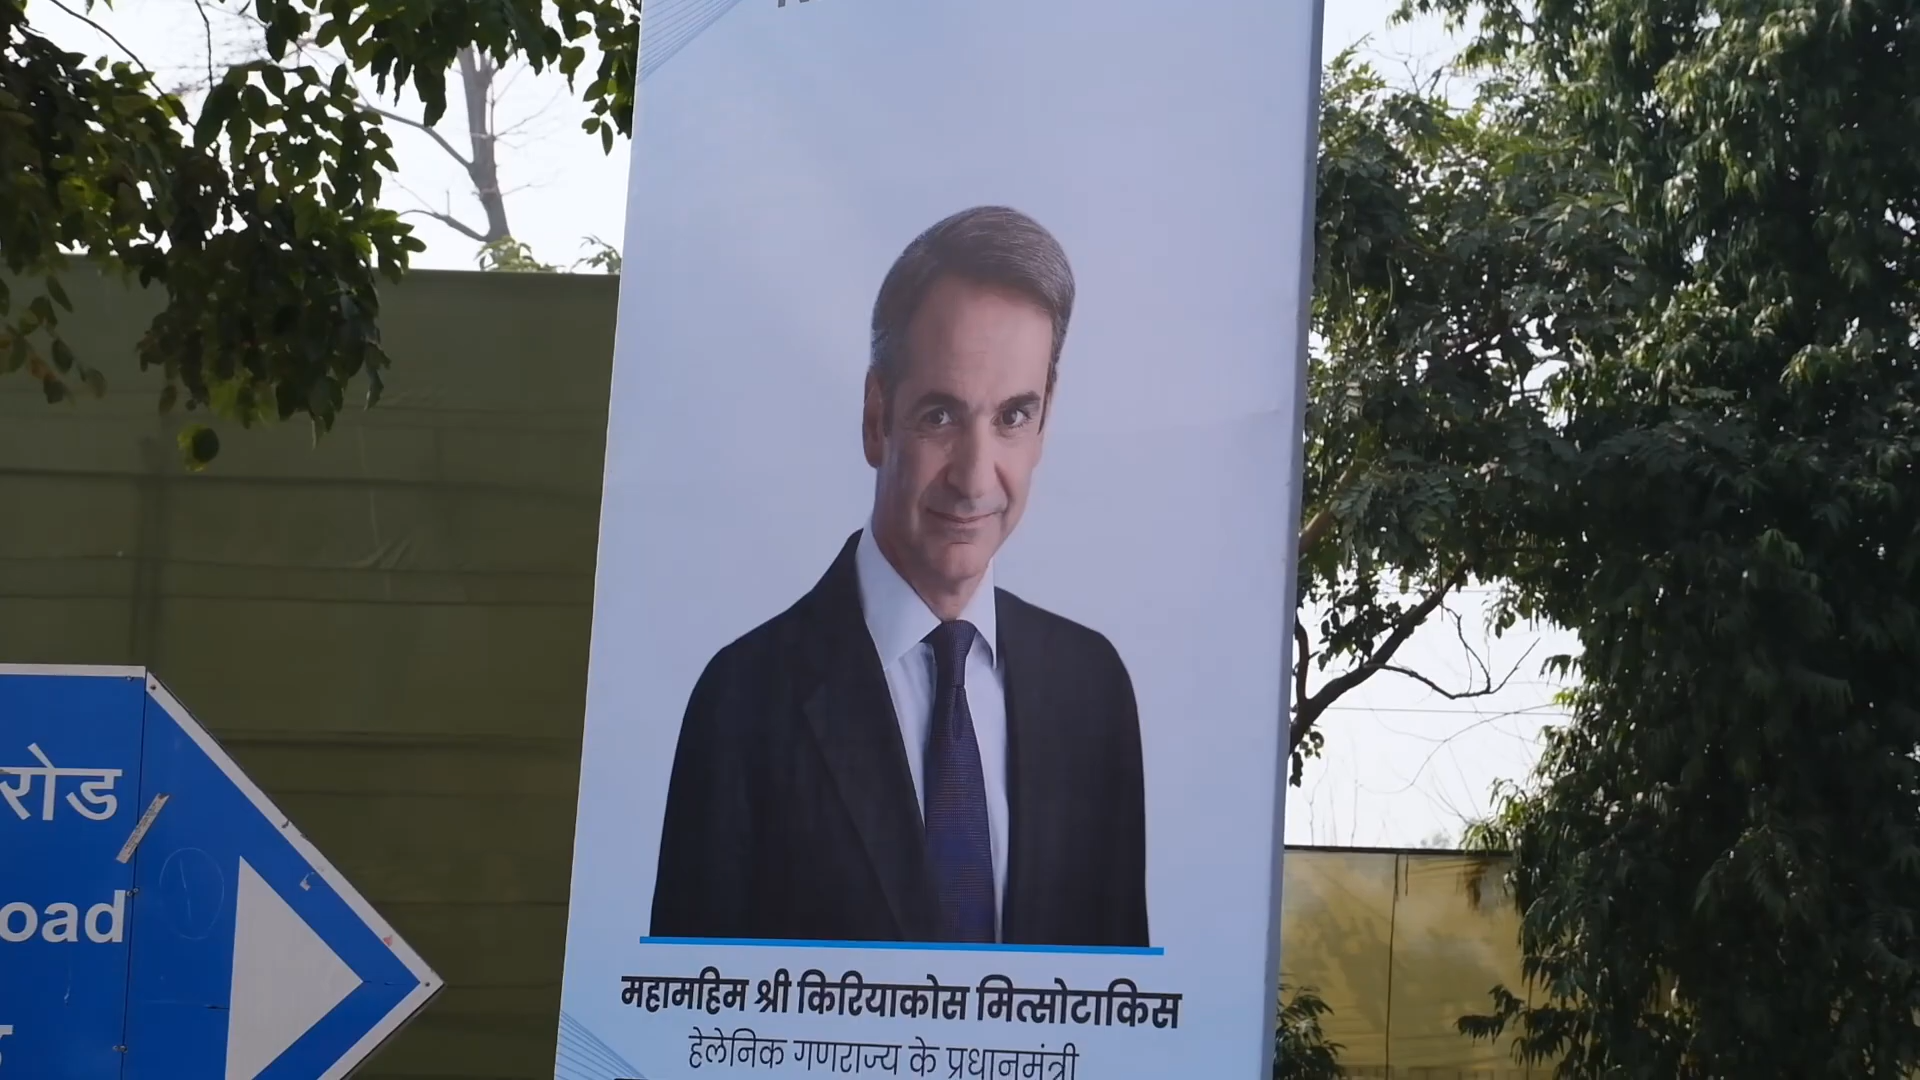 रोड
oad
महामहिम श्री किरियाकोस मित्सोटाकिस
हेलेनिक गणराज्य के प्रधानमंत्री